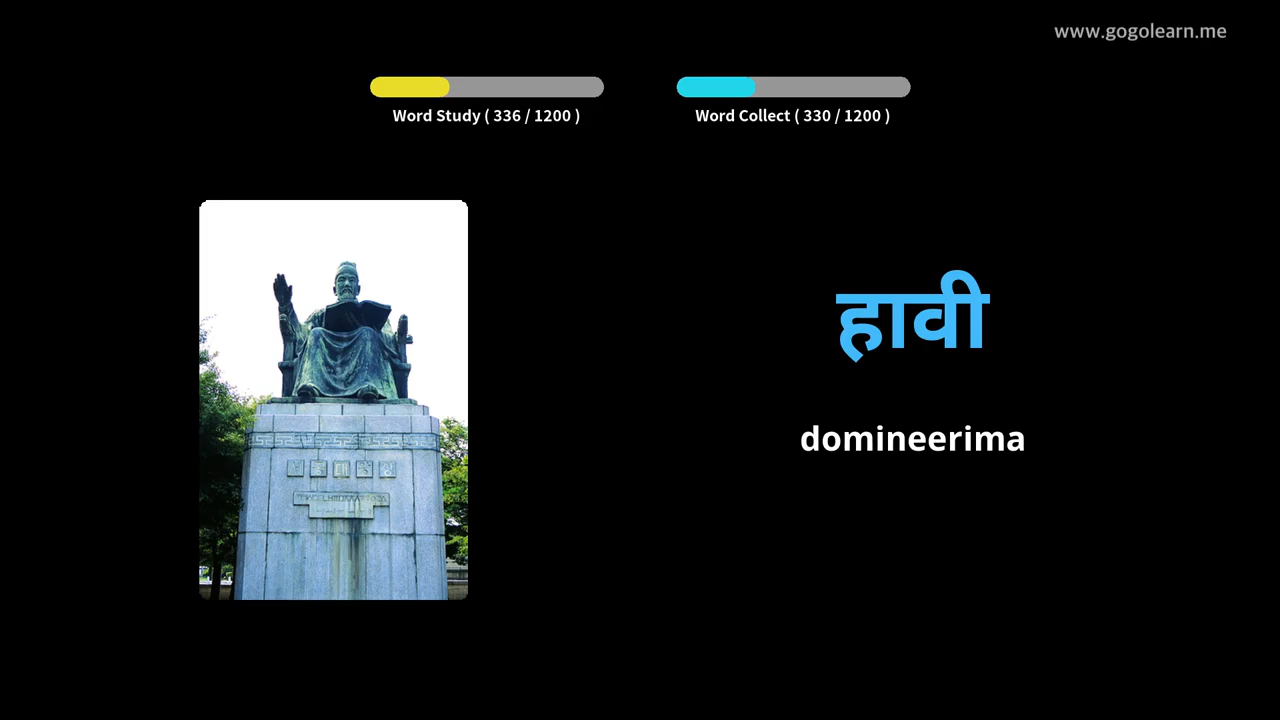 www.gogolearn.me
Word Study ( 336 / 1200 )
Word Collect ( 330 / 1200 )
हावी
domineerima